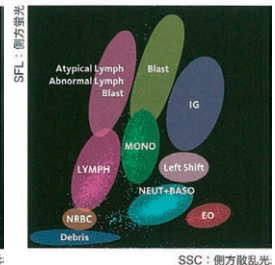 SFL：側方蛍光
Atypical Lymph
Abnormal Lymph
Blast
Blast
IG
MONO
LYMPH
Left Shift
NEUT+BASO
NRBC
EO
Debris
SSC：側方散乱光